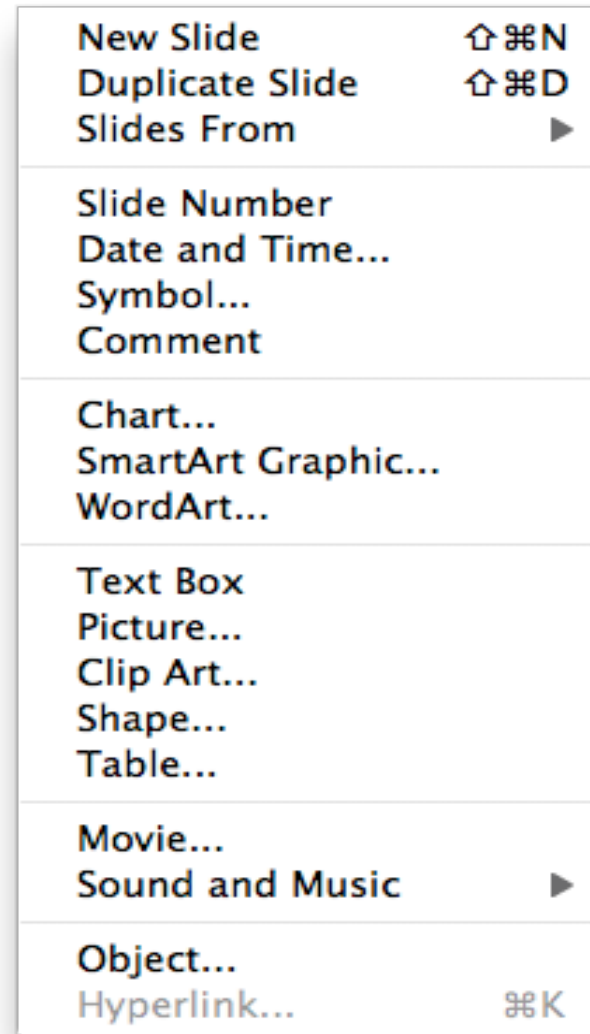 New Slide ⇧⌘N
Duplicate Slide ⇧⌘D
Slides From ▶
Slide Number
Date and Time...
Symbol...
Comment
Chart...
SmartArt Graphic...
WordArt...
Text Box
Picture...
Clip Art...
Shape...
Table...
Movie...
Sound and Music ▶
Object...
Hyperlink... ⌘K